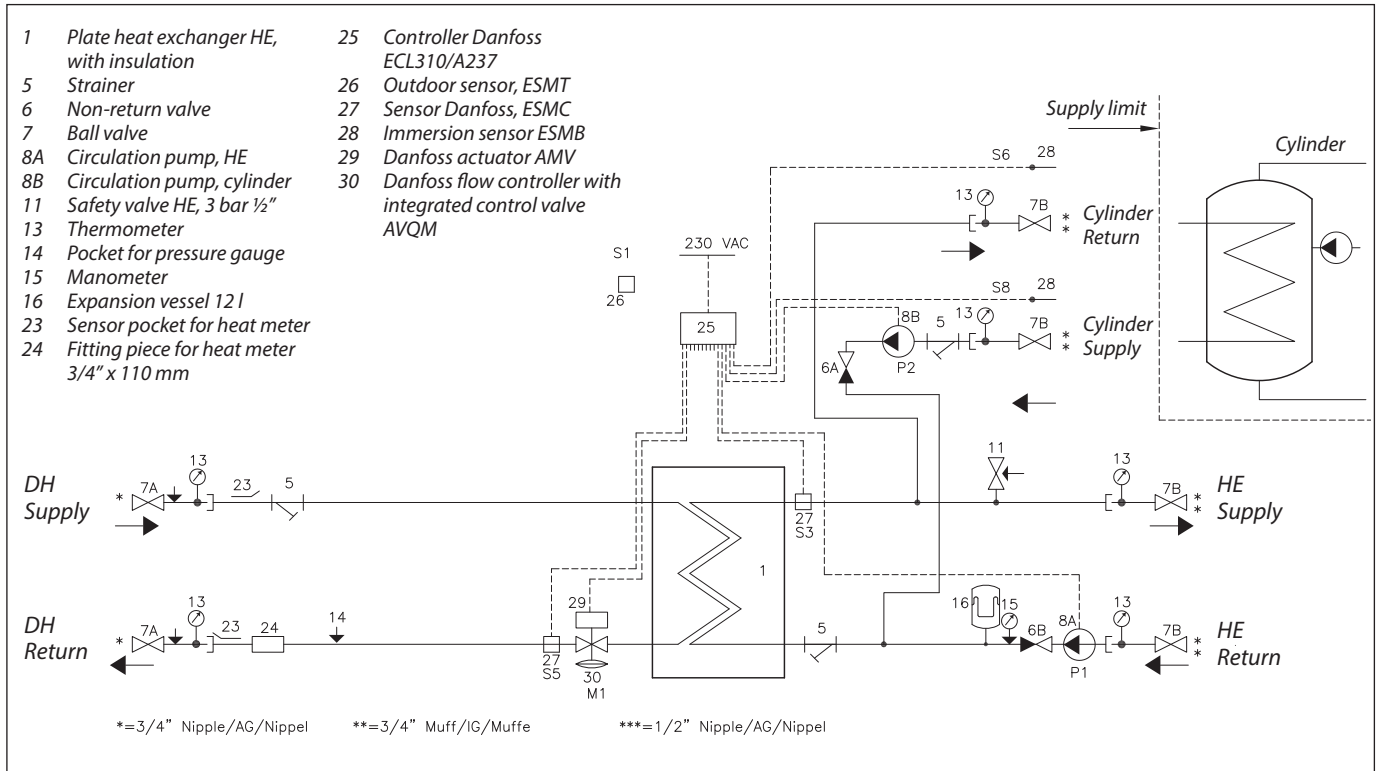 1 Plate heat exchanger HE,
with insulation
5 Strainer
6 Non-return valve
7 Ball valve
8A Circulation pump, HE
8B Circulation pump, cylinder
11 Safety valve HE, 3 bar ½”
13 Thermometer
14 Pocket for pressure gauge
15 Manometer
16 Expansion vessel 12 l
23 Sensor pocket for heat meter
24 Fitting piece for heat meter
3/4” x 110 mm
25 Controller Danfoss
ECL310/A237
26 Outdoor sensor, ESMT
27 Sensor Danfoss, ESMC
28 Immersion sensor ESMB
29 Danfoss actuator AMV
30 Danfoss flow controller with
integrated control valve
AVQM
Supply limit
Cylinder
S6 28
13 7B *
*
Cylinder
Return
230 VAC
S1
26
25
S8 28
8B 5 13 7B *
*
Cylinder
Supply
6A P2
DH
Supply
* 7A 13 23 5
27
S3
11 13 7B *
*
HE
Supply
1
DH
Return
* 7A 13 23 24 14
27
S5
29
30
M1
5 16 15 6B 8A 13 7B *
*
P1
HE
Return
*=3/4” Nipple/AG/Nippel **=3/4” Muff/IG/Muffe ***=1/2” Nipple/AG/Nippel